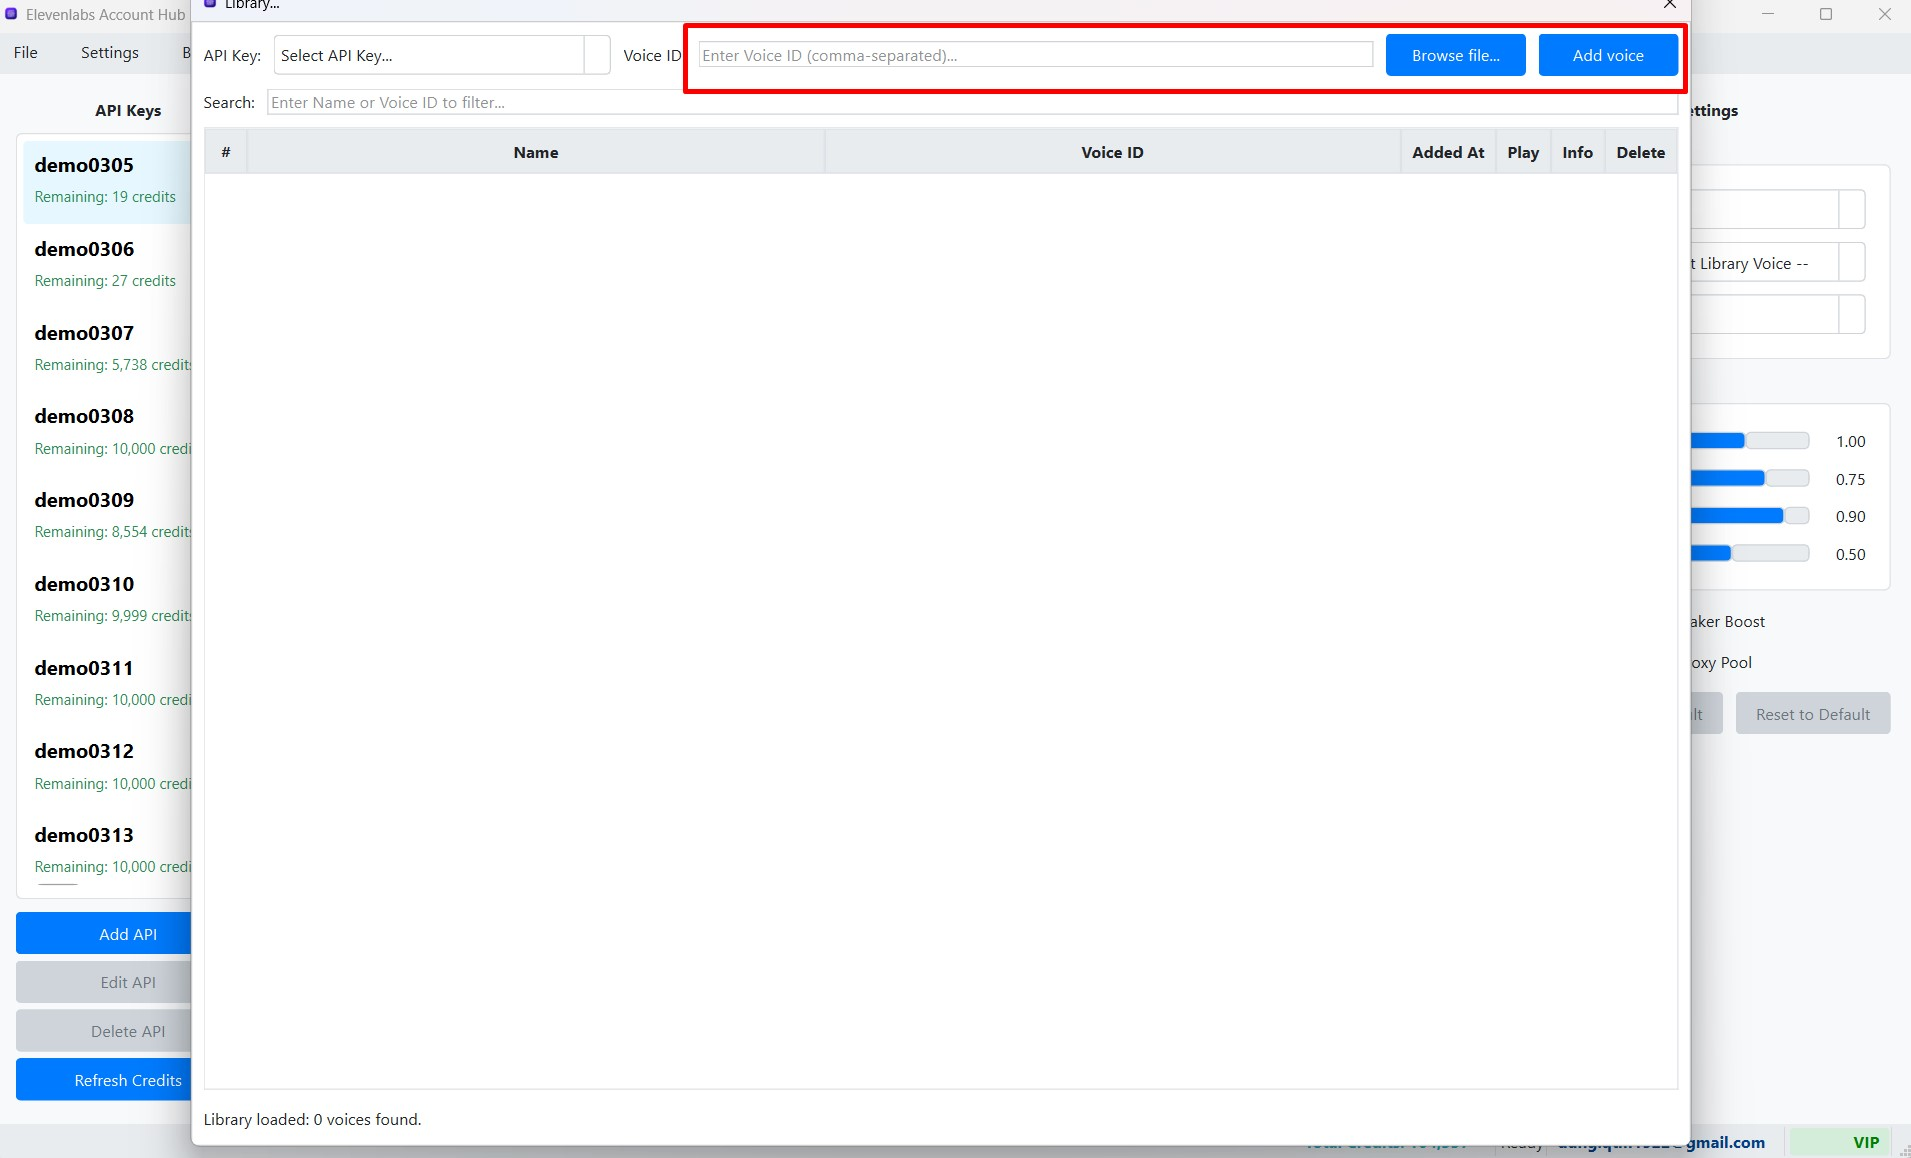 Elevenlabs Account Hub
Library...
File
Settings
API Key:
Select API Key...
Voice ID
Enter Voice ID (comma-separated)...
Browse file...
Add voice
Search:
Enter Name or Voice ID to filter...
API Keys
#
Name
Voice ID
Added At
Play
Info
Delete
demo0305
Remaining: 19 credits
demo0306
Remaining: 27 credits
demo0307
Remaining: 5,738 credits
demo0308
Remaining: 10,000 credi
demo0309
Remaining: 8,554 credits
demo0310
Remaining: 9,999 credits
demo0311
Remaining: 10,000 credi
demo0312
Remaining: 10,000 credi
demo0313
Remaining: 10,000 credi
Add API
Edit API
Delete API
Refresh Credits
Library loaded: 0 voices found.
ettings
t Library Voice --
1.00
0.75
0.90
0.50
aker Boost
oxy Pool
lt
Reset to Default
gmail.com
VIP